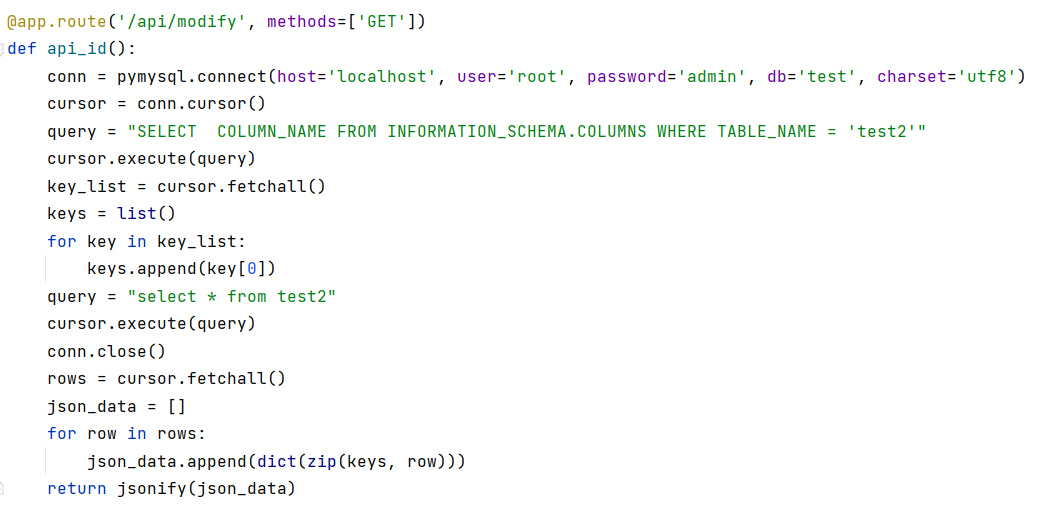 @app.route('/api/modify', methods=['GET'])
def api_id():
    conn = pymysql.connect(host='localhost', user='root', password='admin', db='test', charset='utf8')
    cursor = conn.cursor()
    query = "SELECT  COLUMN_NAME FROM INFORMATION_SCHEMA.COLUMNS WHERE TABLE_NAME = 'test2'"
    cursor.execute(query)
    key_list = cursor.fetchall()
    keys = list()
    for key in key_list:
        keys.append(key[0])
    query = "select * from test2"
    cursor.execute(query)
    conn.close()
    rows = cursor.fetchall()
    json_data = []
    for row in rows:
        json_data.append(dict(zip(keys, row)))
    return jsonify(json_data)